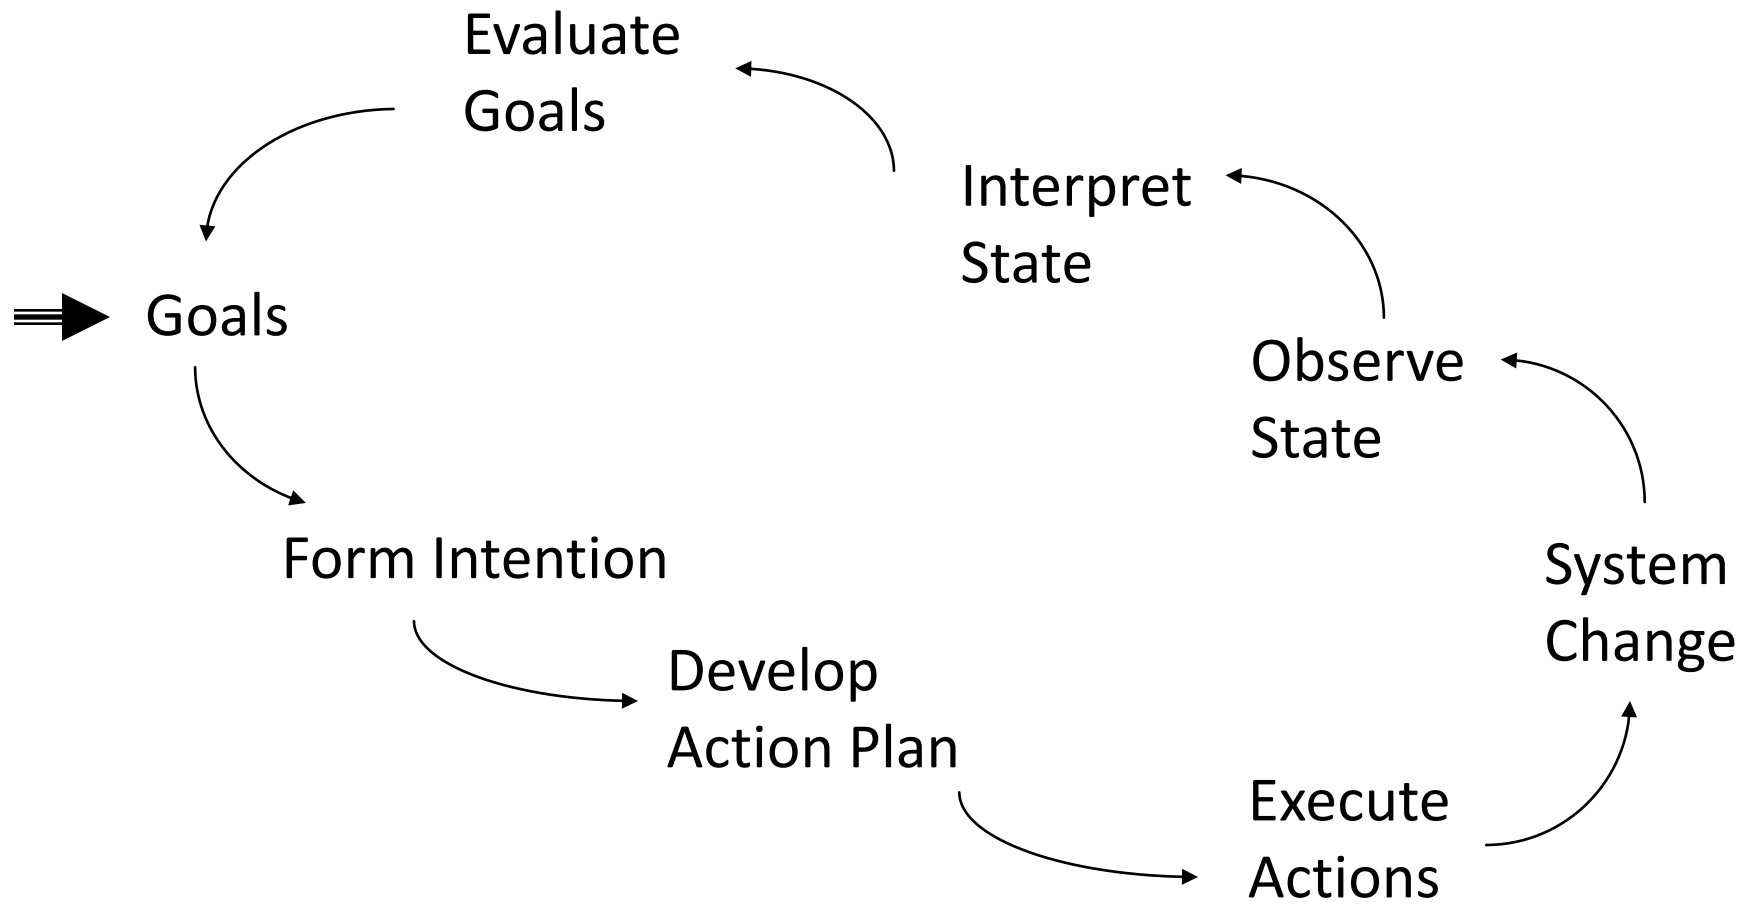 Evaluate
Goals
Interpret
State
Goals
Observe
State
Form Intention
System
Change
Develop
Action Plan
Execute
Actions